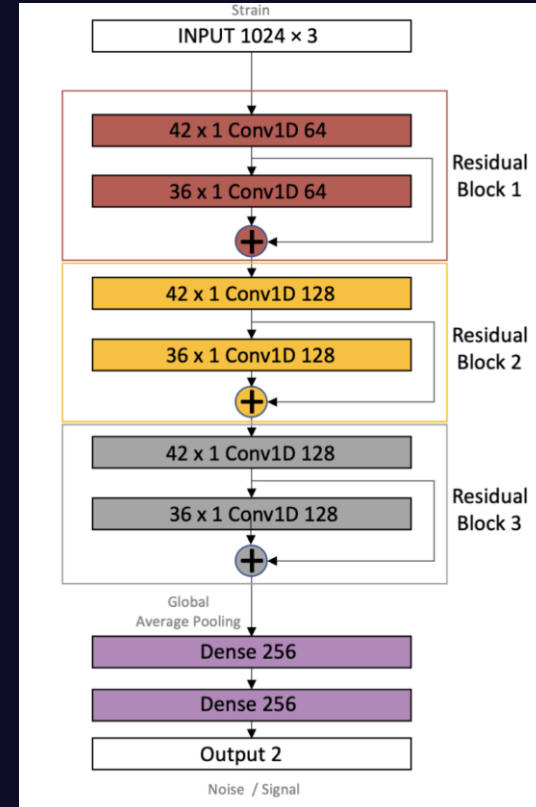 Strain
INPUT 1024 × 3
42 x 1 Conv1D 64
36 x 1 Conv1D 64
Residual
Block 1
+
42 x 1 Conv1D 128
36 x 1 Conv1D 128
Residual
Block 2
+
42 x 1 Conv1D 128
36 x 1 Conv1D 128
Residual
Block 3
+
Global
Average Pooling
Dense 256
Dense 256
Output 2
Noise / Signal